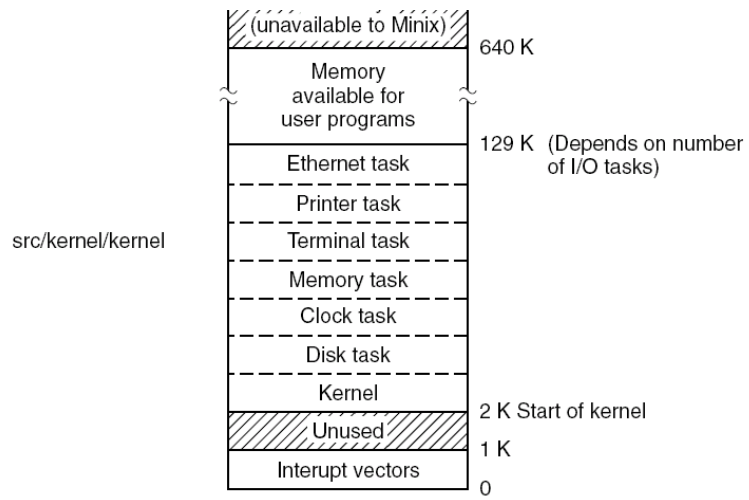 (unavailable to Minix)
640 K
Memory
available for
user programs
129 K (Depends on number
of I/O tasks)
Ethernet task
Printer task
src/kernel/kernel
Terminal task
Memory task
Clock task
Disk task
Kernel
2 K Start of kernel
Unused
1 K
Interupt vectors
0